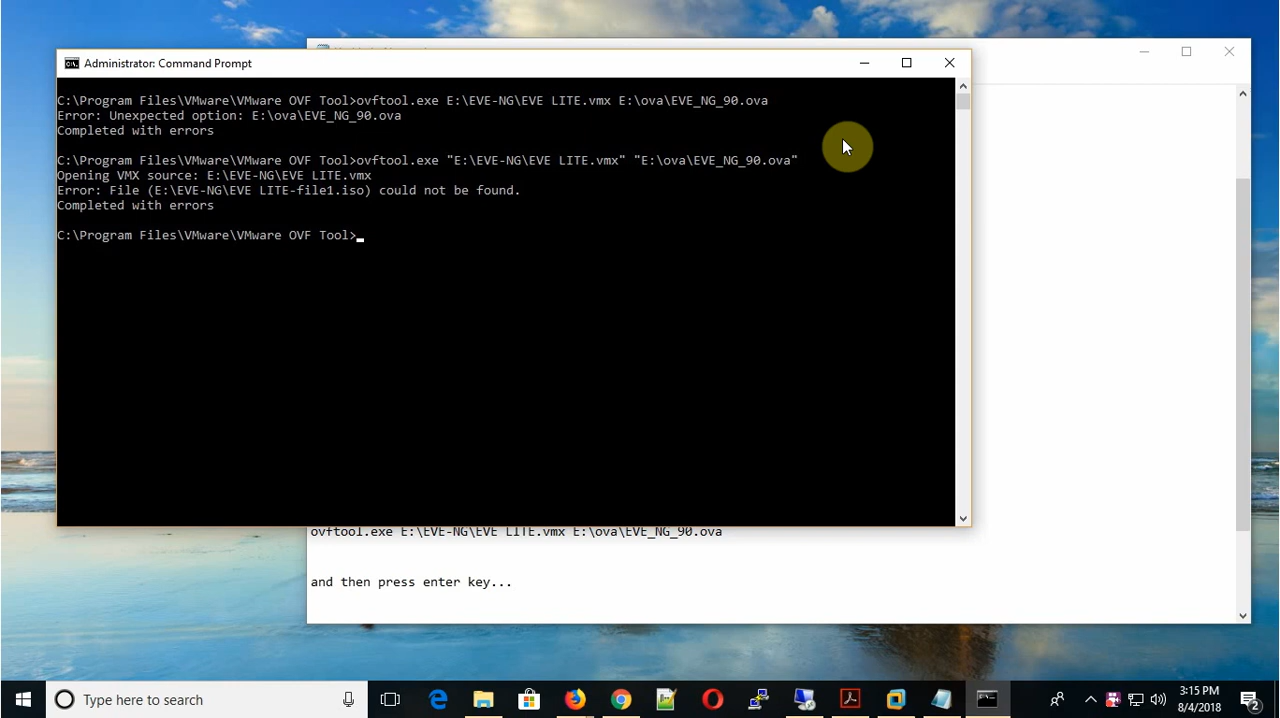 Administrator: Command Prompt
C:\Program Files\VMware\VMware OVF Tool>ovftool.exe E:\EVE-NG\EVE LITE.vmx E:\ova\EVE_NG_90.ova
Error: Unexpected option: E:\ova\EVE_NG_90.ova
Completed with errors
C:\Program Files\VMware\VMware OVF Tool>ovftool.exe "E:\EVE-NG\EVE LITE.vmx" "E:\ova\EVE_NG_90.ova"
Opening VMX source: E:\EVE-NG\EVE LITE.vmx
Error: File (E:\EVE-NG\EVE LITE-file1.iso) could not be found.
Completed with errors
C:\Program Files\VMware\VMware OVF Tool>
ovftool.exe E:\EVE-NG\EVE LITE.vmx E:\ova\EVE_NG_90.ova
and then press enter key...
Type here to search
3:15 PM
8/4/2018
2